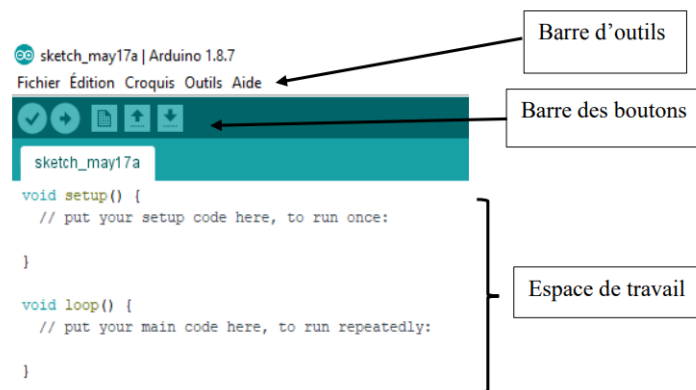 Barre d’outils
sketch_may17a | Arduino 1.8.7
Fichier Édition Croquis Outils Aide
Barre des boutons
sketch_may17a
void setup() {
// put your setup code here, to run once:
}
Espace de travail
void loop() {
// put your main code here, to run repeatedly:
}